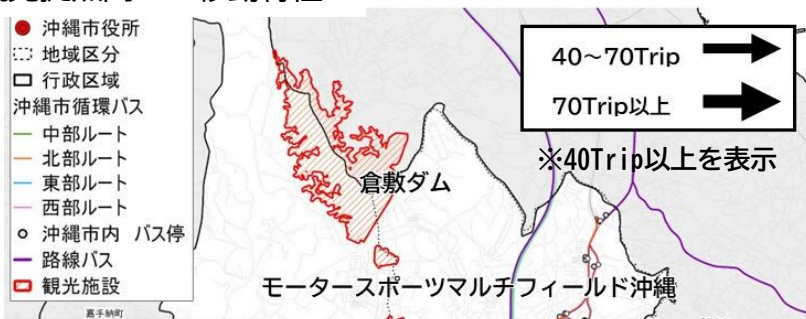 沖縄市役所
地域区分
行政区域
沖縄市循環バス
中部ルート
北部ルート
東部ルート
西部ルート
沖縄市内 バス停
路線バス
観光施設
嘉手納町
40~70Trip
70Trip以上
※40Trip以上を表示
倉敷ダム
モータースポーツマルチフィールド沖縄